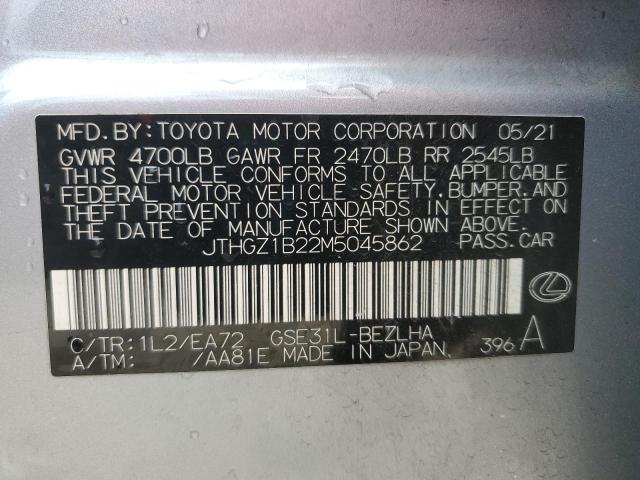 MFD.BY:TOYOTA MOTOR CORPORATION 05/21
GVWR 4700LB GAWR FR 2470LB RR 2545LB
THIS VEHICLE CONFORMS TO ALL APPLICABLE
FEDERAL MOTOR VEHICLE SAFETY.BUMPER.AND
THEFT PREVENTION STANDARDS IN EFFECT ON
THE DATE OF MANUFACTURE SHOWN ABOVE.
JTHGZ1B22M5045862 PASS.CAR
C/TR:1L2/EA72 GSE31L-BEZLHA
A/TM: /AA81E MADE IN JAPAN. 396 A